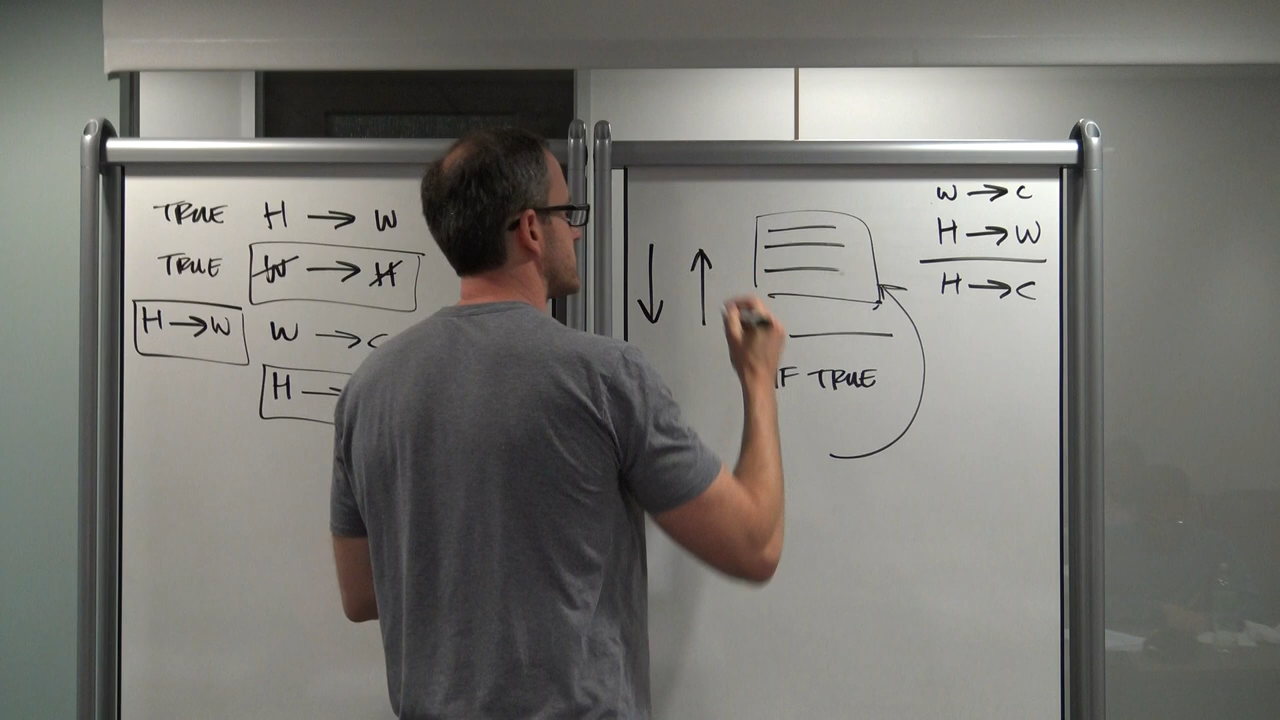 TRUE H → W
TRUE W̶ → H̶
H → W W → C
H —
IF TRUE
W → C
H → W
H → C